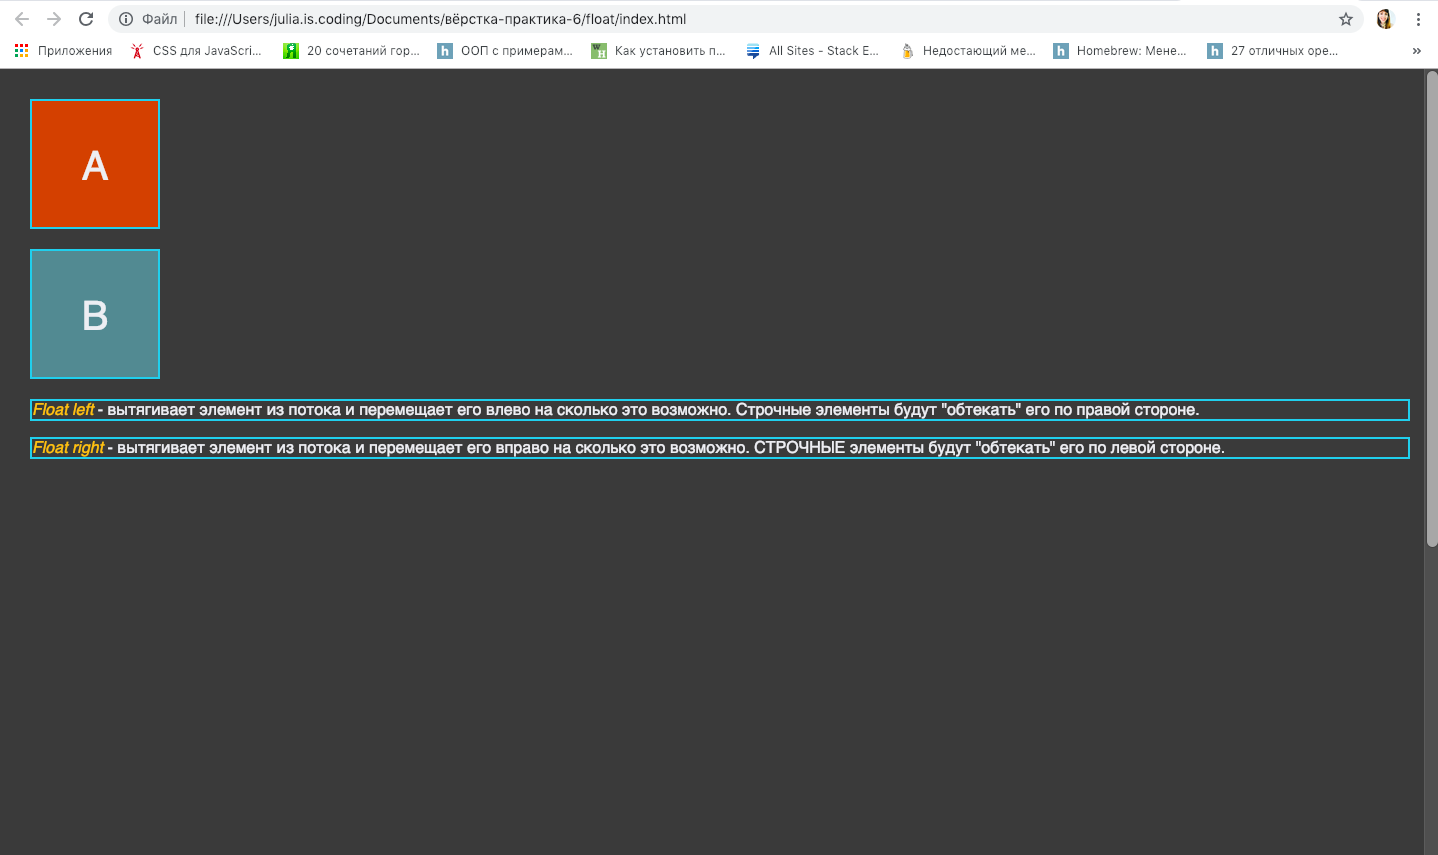 Файл file:///Users/julia.is.coding/Documents/вёрстка-практика-6/float/index.html
Приложения CSS для JavaScri... 20 сочетаний гор... h ООП с примерам... WH Как установить п... All Sites - Stack E... Недостающий ме... h Homebrew: Мене... h 27 отличных оре... »
A
B
Float left - вытягивает элемент из потока и перемещает его влево на сколько это возможно. Строчные элементы будут "обтекать" его по правой стороне.
Float right - вытягивает элемент из потока и перемещает его вправо на сколько это возможно. СТРОЧНЫЕ элементы будут "обтекать" его по левой стороне.